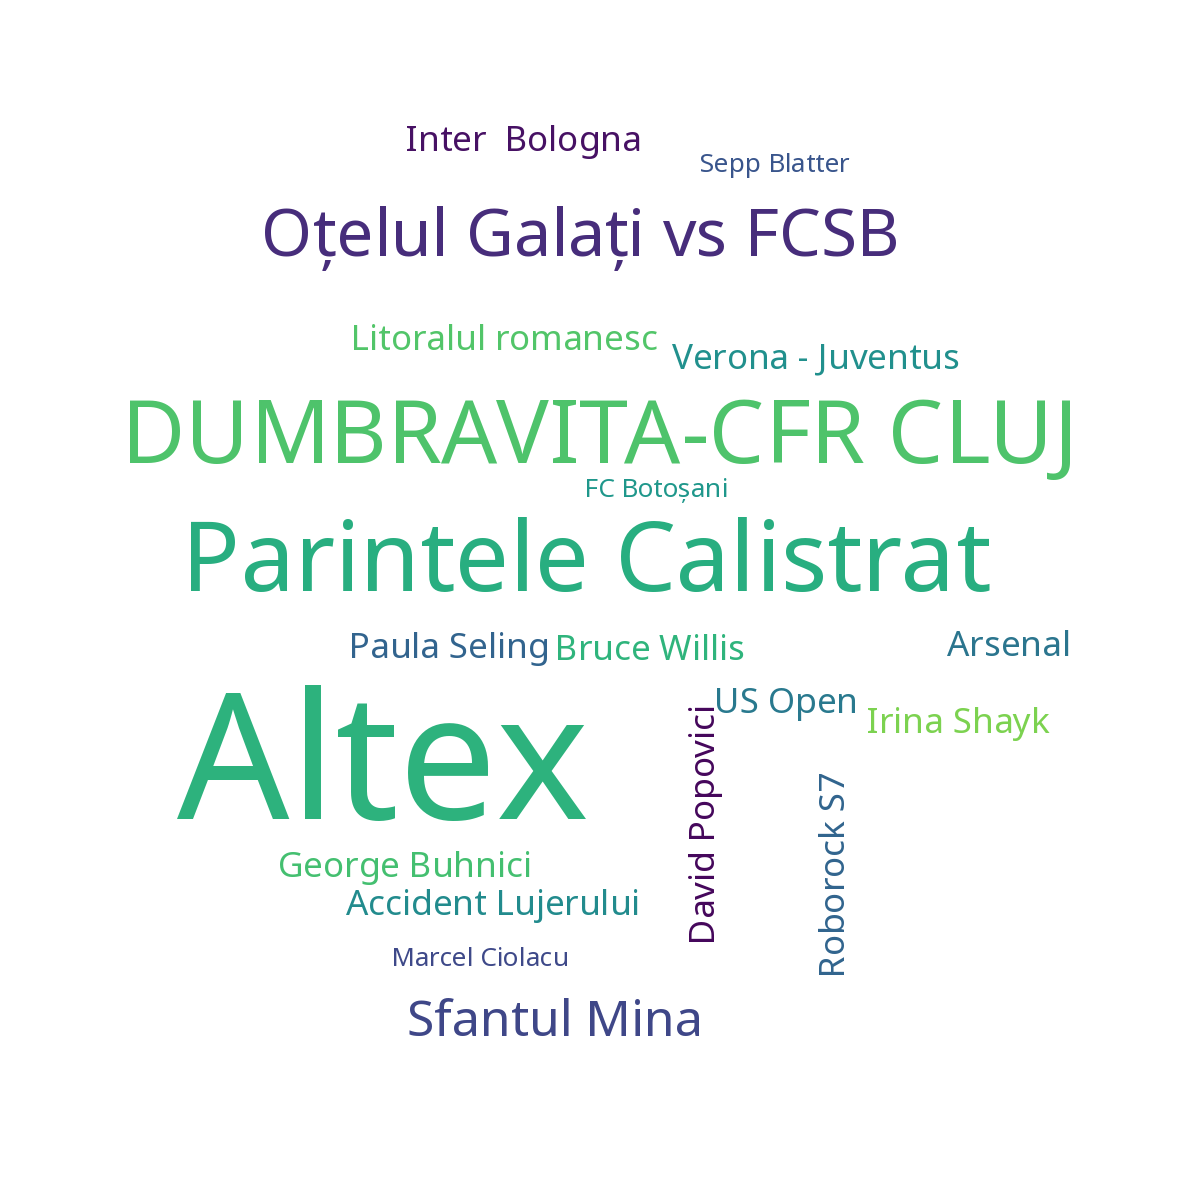 Inter  Bologna
Sepp Blatter
Oțelul Galați vs FCSB
Litoralul romanesc
Verona - Juventus
DUMBRAVITA-CFR CLUJ
FC Botoșani
Parintele Calistrat
Paula Seling
Bruce Willis
Arsenal
Altex
US Open
Irina Shayk
David Popovici
Roborock S7
George Buhnici
Accident Lujerului
Marcel Ciolacu
Sfantul Mina